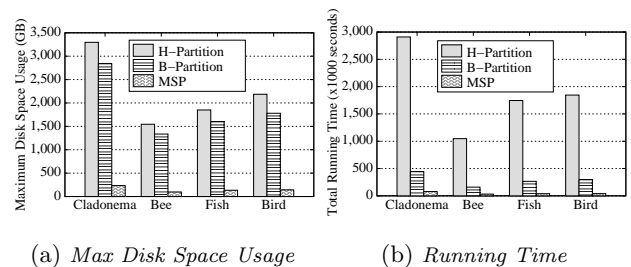 Maximum Disk Space Usage (GB)
3,500
3,000
2,500
2,000
1,500
1,000
500
0
H-Partition
B-Partition
MSP
Cladonema Bee Fish Bird
(a) Max Disk Space Usage
Total Running Time (x1000 seconds)
3,000
2,500
2,000
1,500
1,000
500
0
H-Partition
B-Partition
MSP
Cladonema Bee Fish Bird
(b) Running Time